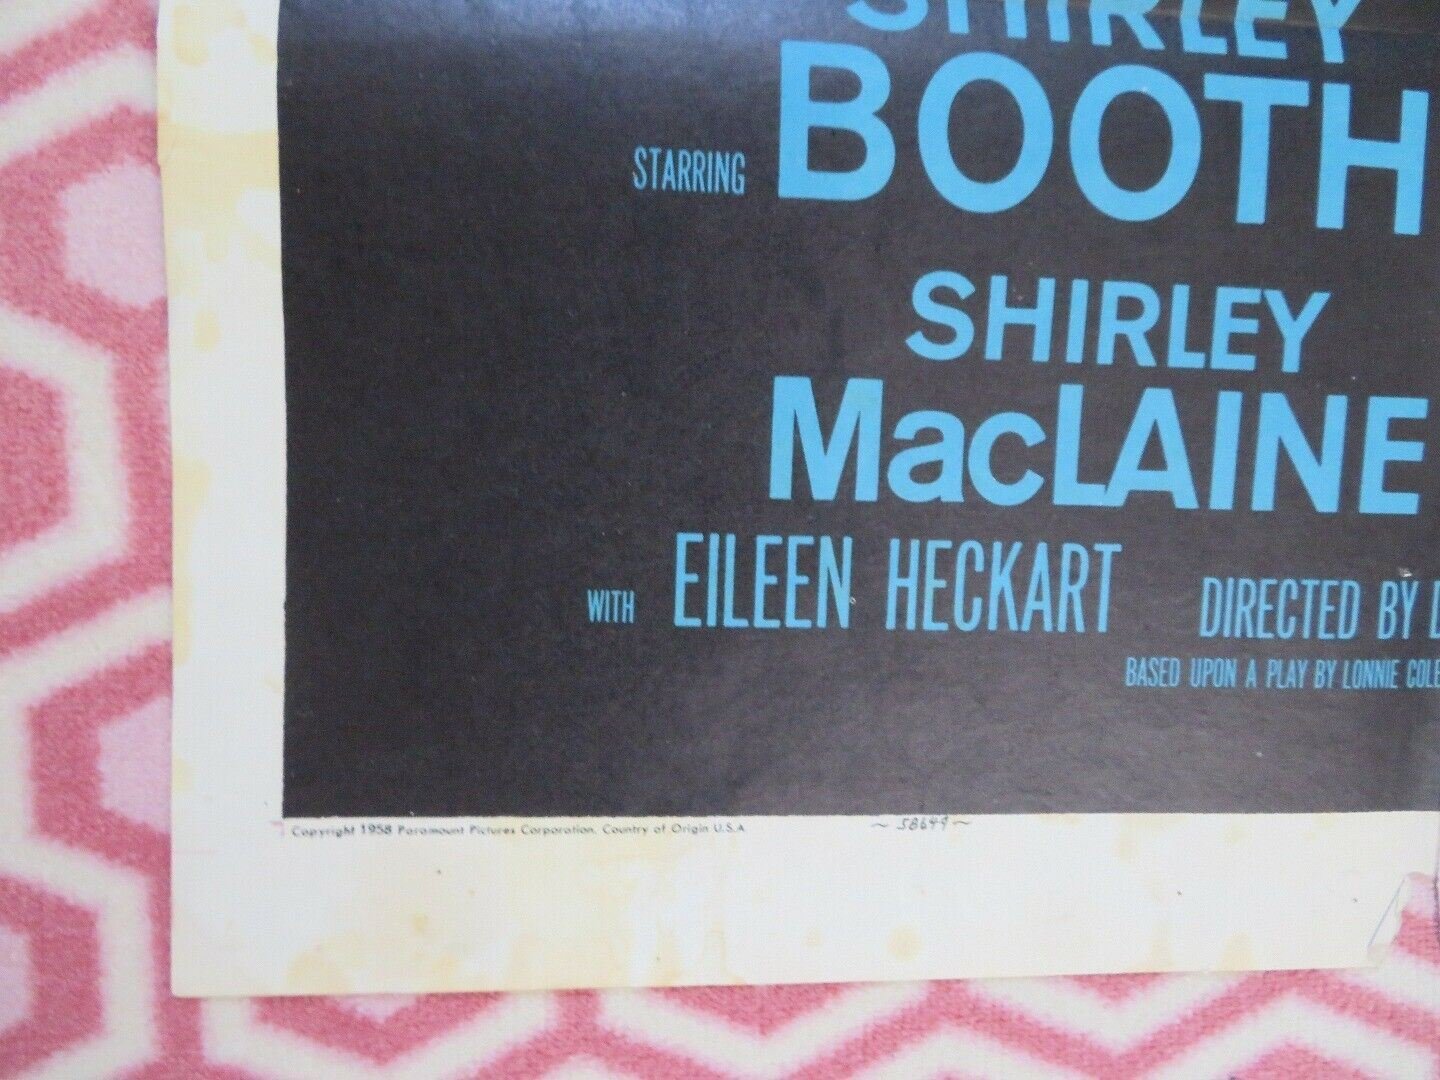 SHIRLEY
STARRING BOOTH
SHIRLEY
MacLAINE
WITH EILEEN HECKART DIRECTED BY
BASED UPON A PLAY BY LONNIE COLE
Copyright 1958 Paramount Pictures Corporation. Country of Origin U.S.A. ~ 58649 ~